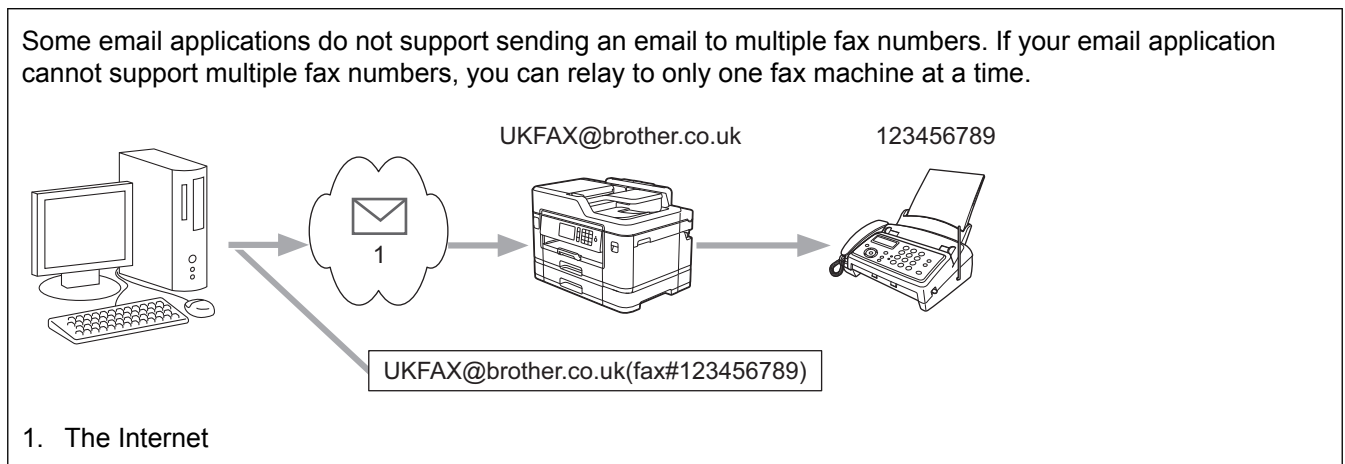 Some email applications do not support sending an email to multiple fax numbers. If your email application
cannot support multiple fax numbers, you can relay to only one fax machine at a time.
UKFAX@brother.co.uk 123456789
1
UKFAX@brother.co.uk(fax#123456789)
1. The Internet